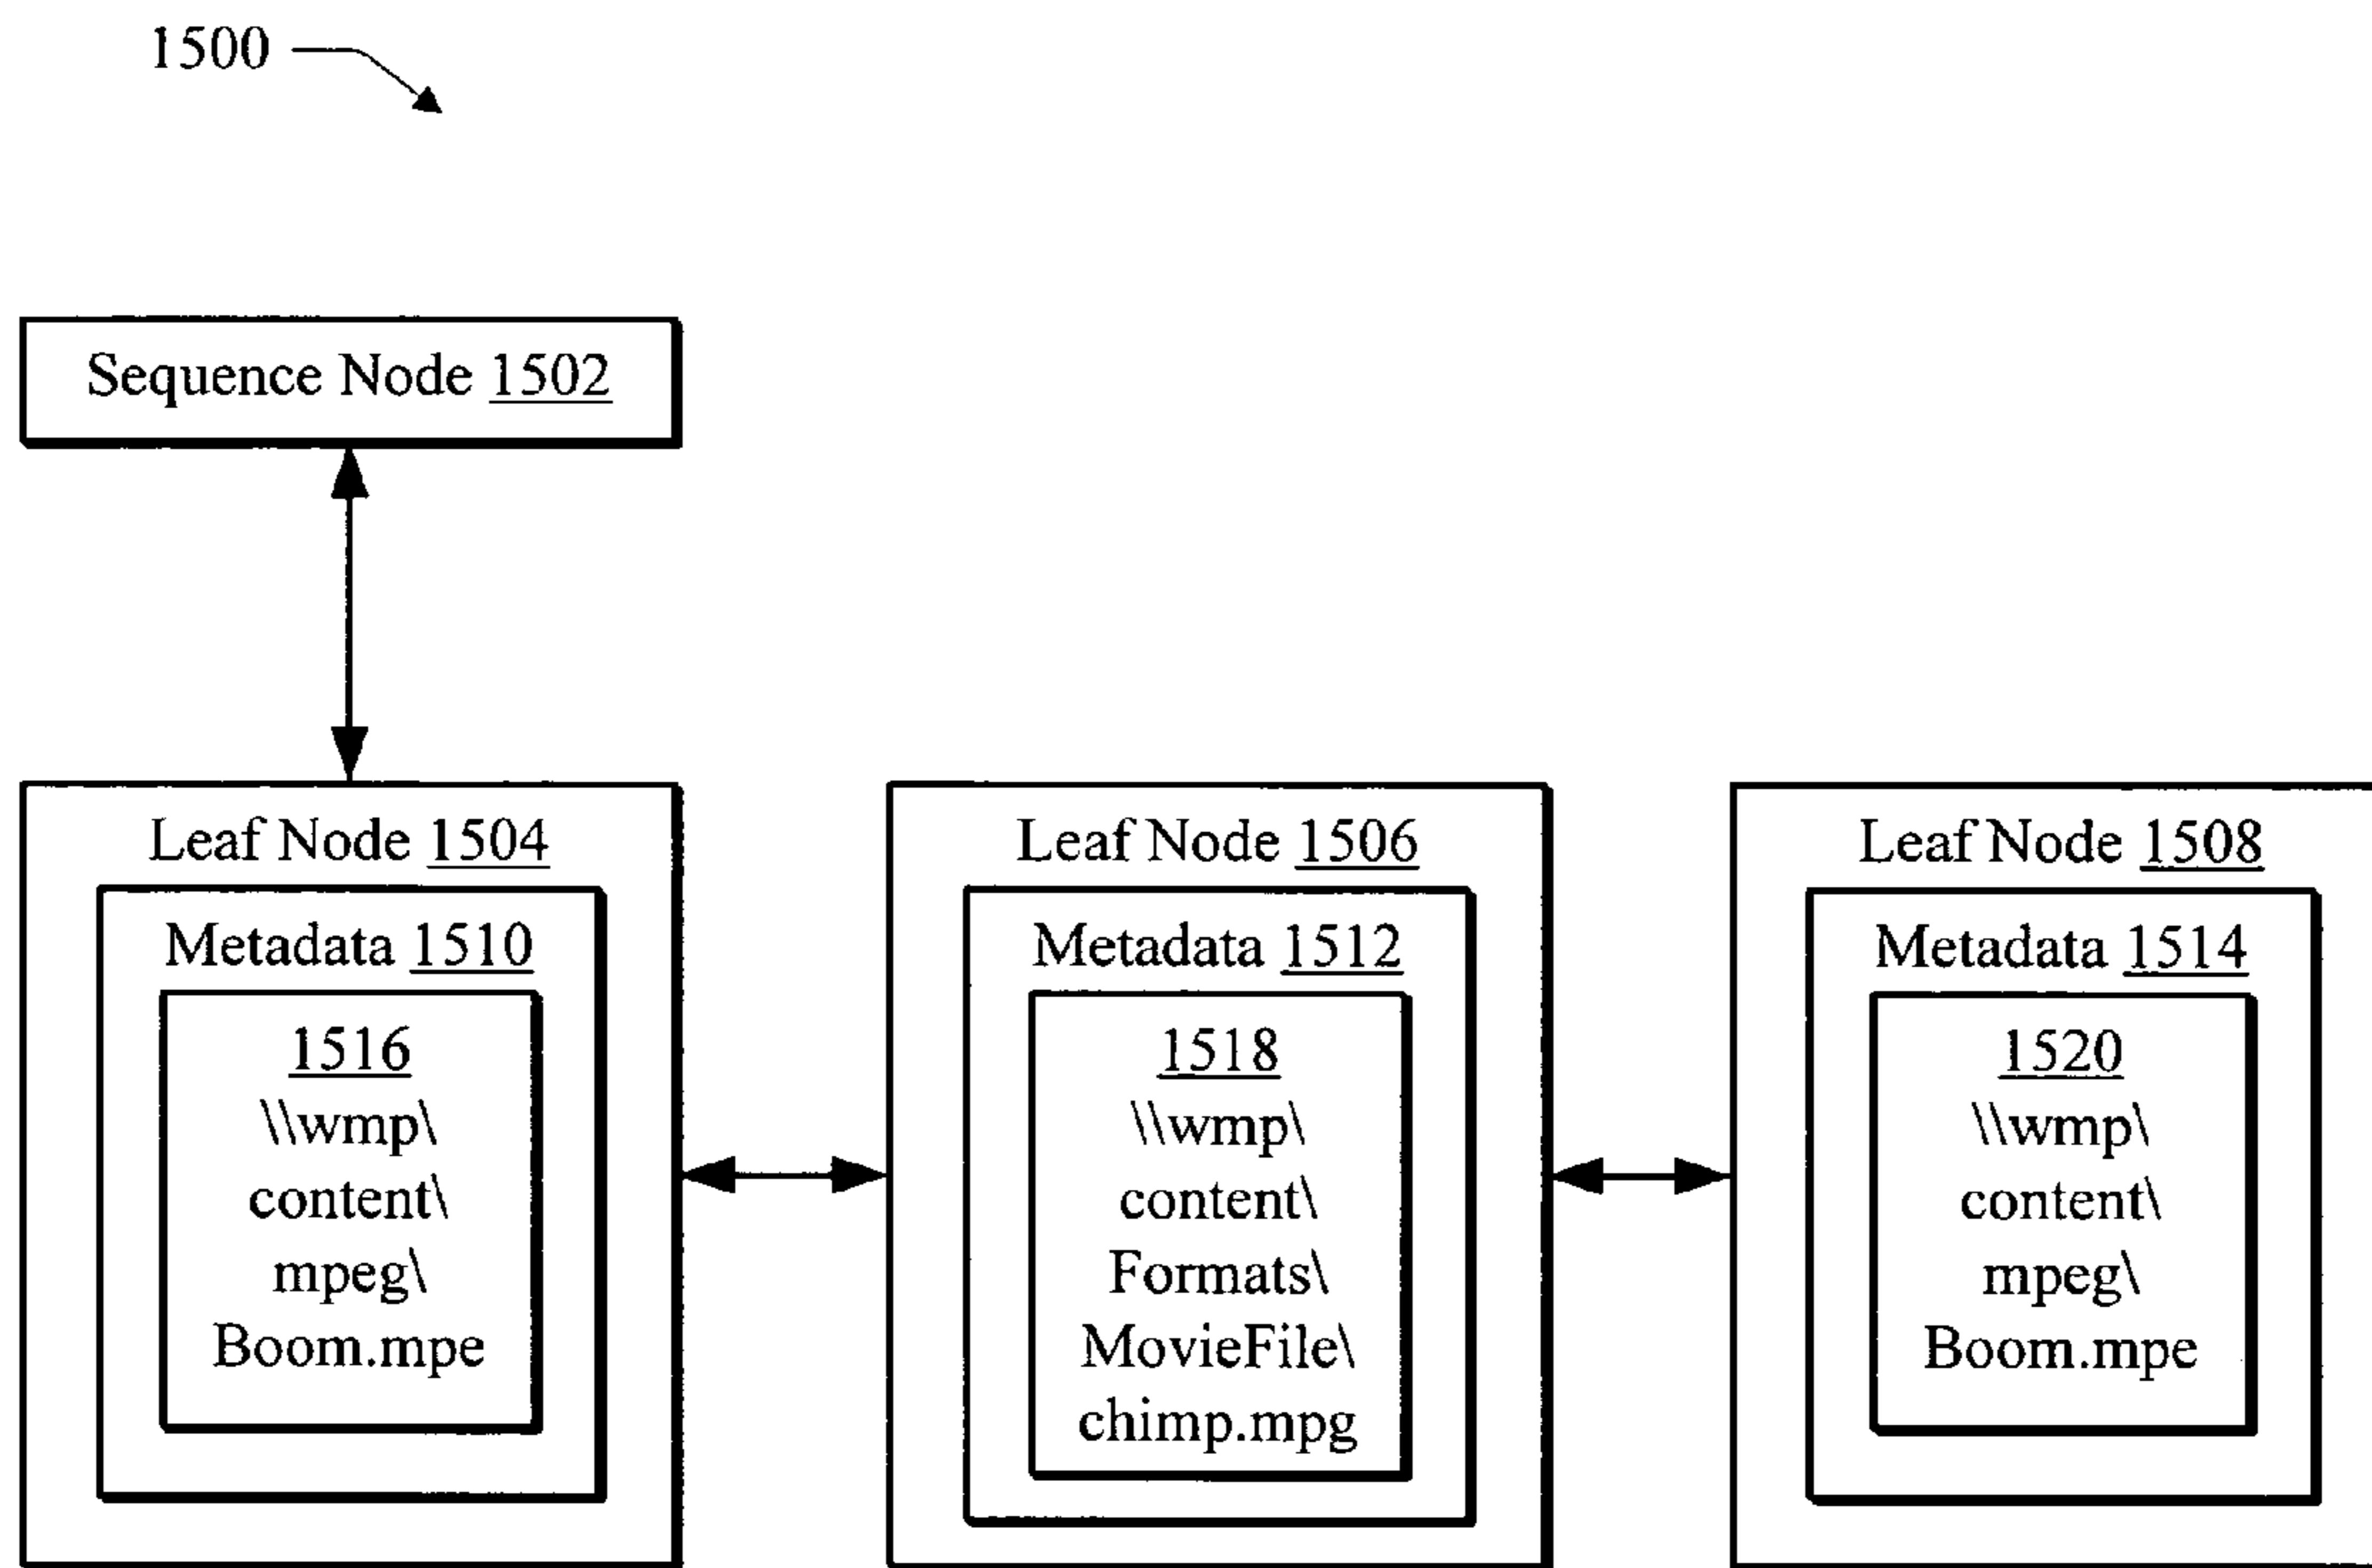 1500
Sequence Node 1502
Leaf Node 1504
Metadata 1510
1516
\\wmp\
content\
mpeg\
Boom.mpe
Leaf Node 1506
Metadata 1512
1518
\\wmp\
content\
Formats\
MovieFile\
chimp.mpg
Leaf Node 1508
Metadata 1514
1520
\\wmp\
content\
mpeg\
Boom.mpe